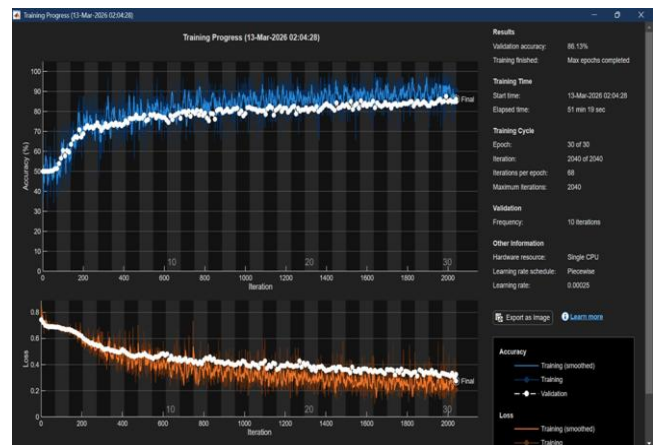 Training Progress (13-Mar-2026 02:04:28)
Training Progress (13-Mar-2026 02:04:28)
100
90
80
70
60
50
40
30
20
10
0
Accuracy (%)
Final
10
20
30
0
200
400
600
800
1000
1200
1400
1600
1800
2000
Iteration
0.8
0.6
0.4
0.2
0
Loss
Final
10
20
30
0
200
400
600
800
1000
1200
1400
1600
1800
2000
Iteration
Results
Validation accuracy: 86.13%
Training finished: Max epochs completed
Training Time
Start time: 13-Mar-2026 02:04:28
Elapsed time: 51 min 19 sec
Training Cycle
Epoch: 30 of 30
Iteration: 2040 of 2040
Iterations per epoch: 68
Maximum iterations: 2040
Validation
Frequency: 10 iterations
Other Information
Hardware resource: Single CPU
Learning rate schedule: Piecewise
Learning rate: 0.00025
Export as Image
Learn more
Accuracy
Training (smoothed)
Training
Validation
Loss
Training (smoothed)
Training